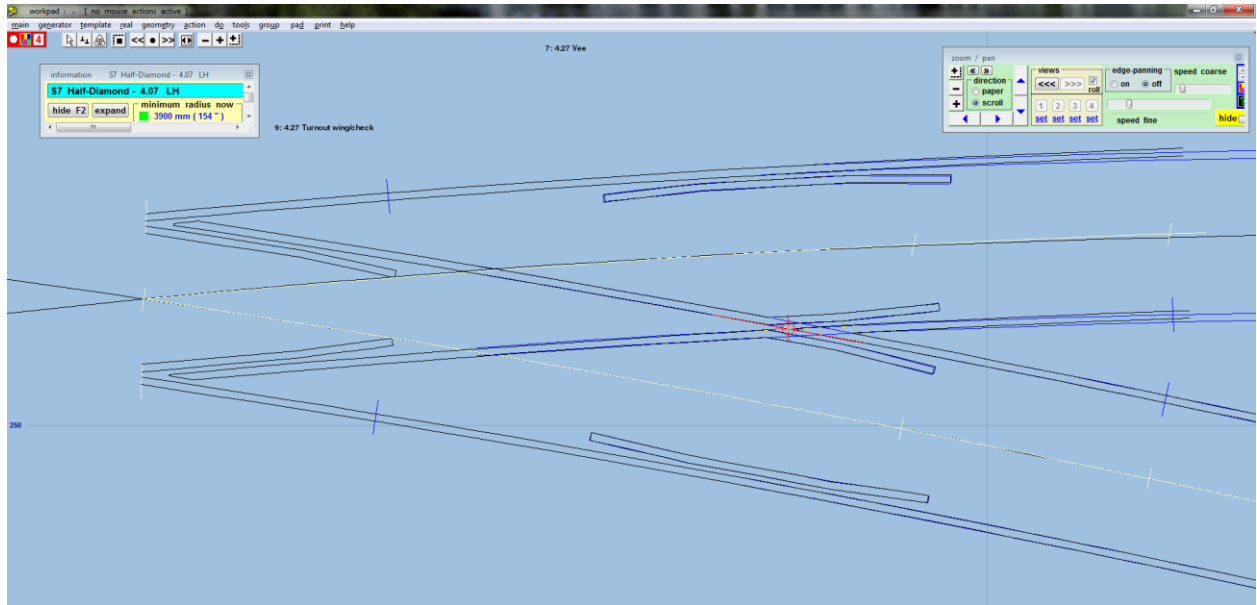 workpad : .. [ no mouse actions active ]
main generator template real geometry action do tools group pad print help
4 << >>
7: 4.27 Vee
information S7 Half-Diamond - 4.07 LH
S7 Half-Diamond - 4.07 LH
hide F2 expand minimum radius now
3900 mm ( 154 " )
9: 4.27 Turnout wing/check
zoom / pan
direction
paper
scroll
views
<<< >>> roll
1 2 3 4
set set set set
edge-panning
on off
speed coarse
speed fine
hide
250